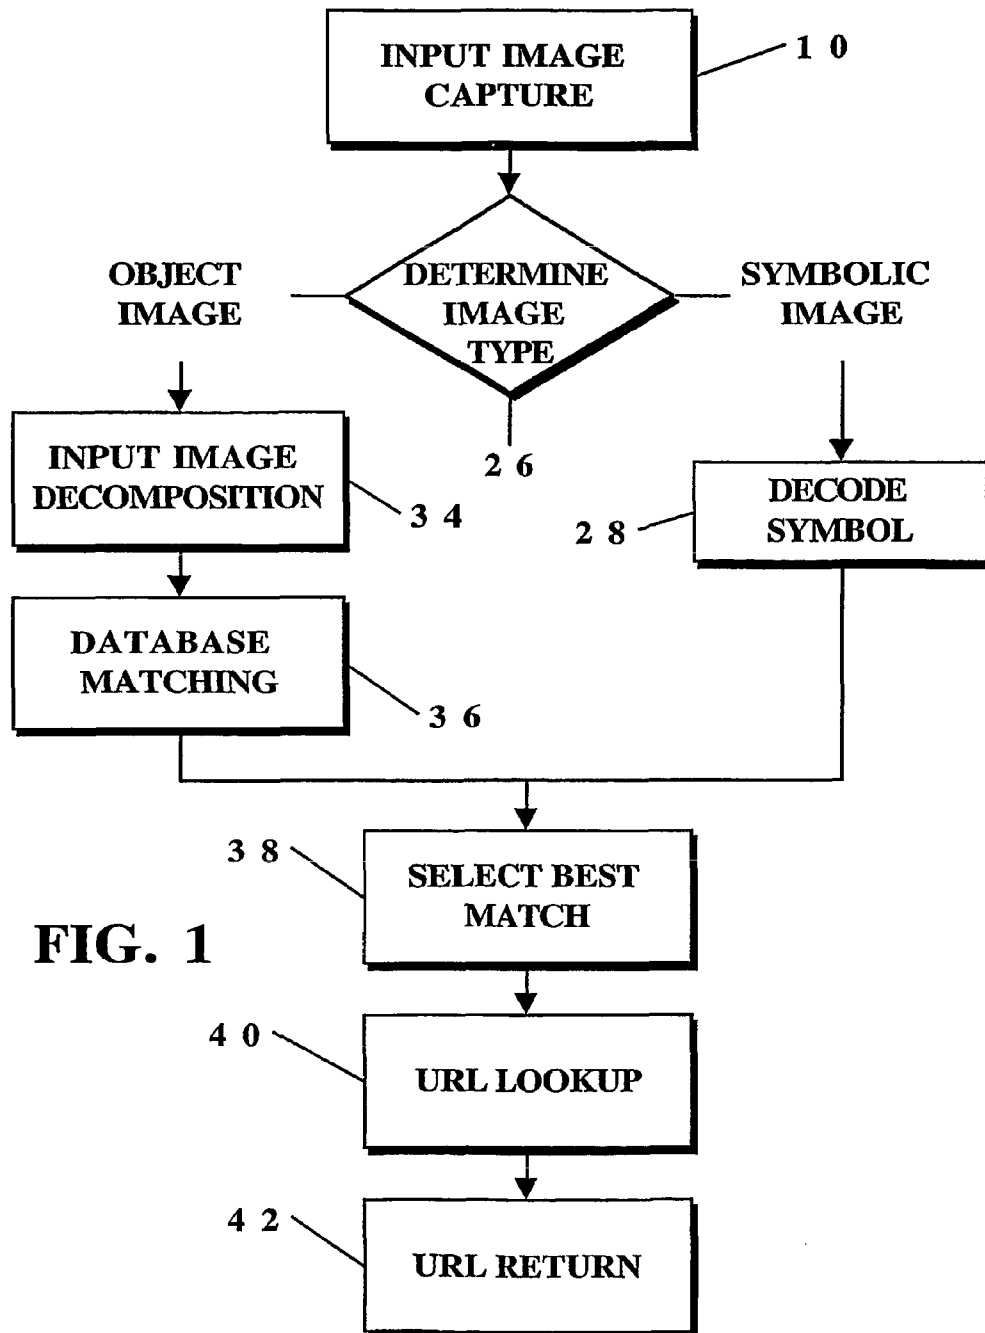 INPUT IMAGE
CAPTURE
1 0
OBJECT
IMAGE
DETERMINE
IMAGE
TYPE
SYMBOLIC
IMAGE
2 6
INPUT IMAGE
DECOMPOSITION
3 4
2 8
DECODE
SYMBOL
DATABASE
MATCHING
3 6
3 8
SELECT BEST
MATCH
FIG. 1
4 0
URL LOOKUP
4 2
URL RETURN